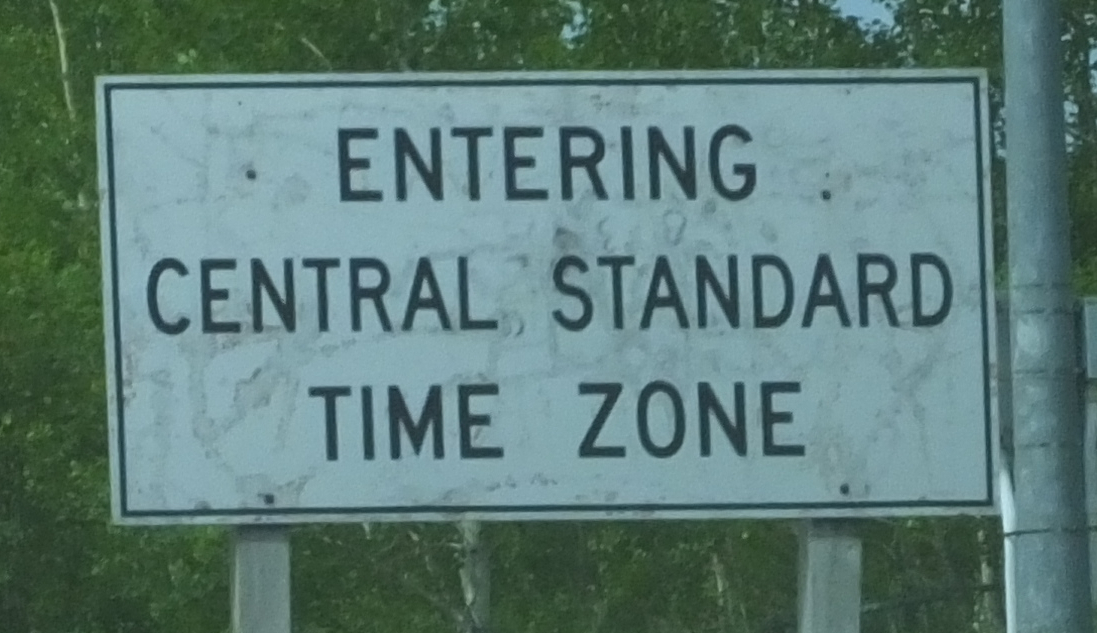 ENTERING
CENTRAL STANDARD
TIME ZONE